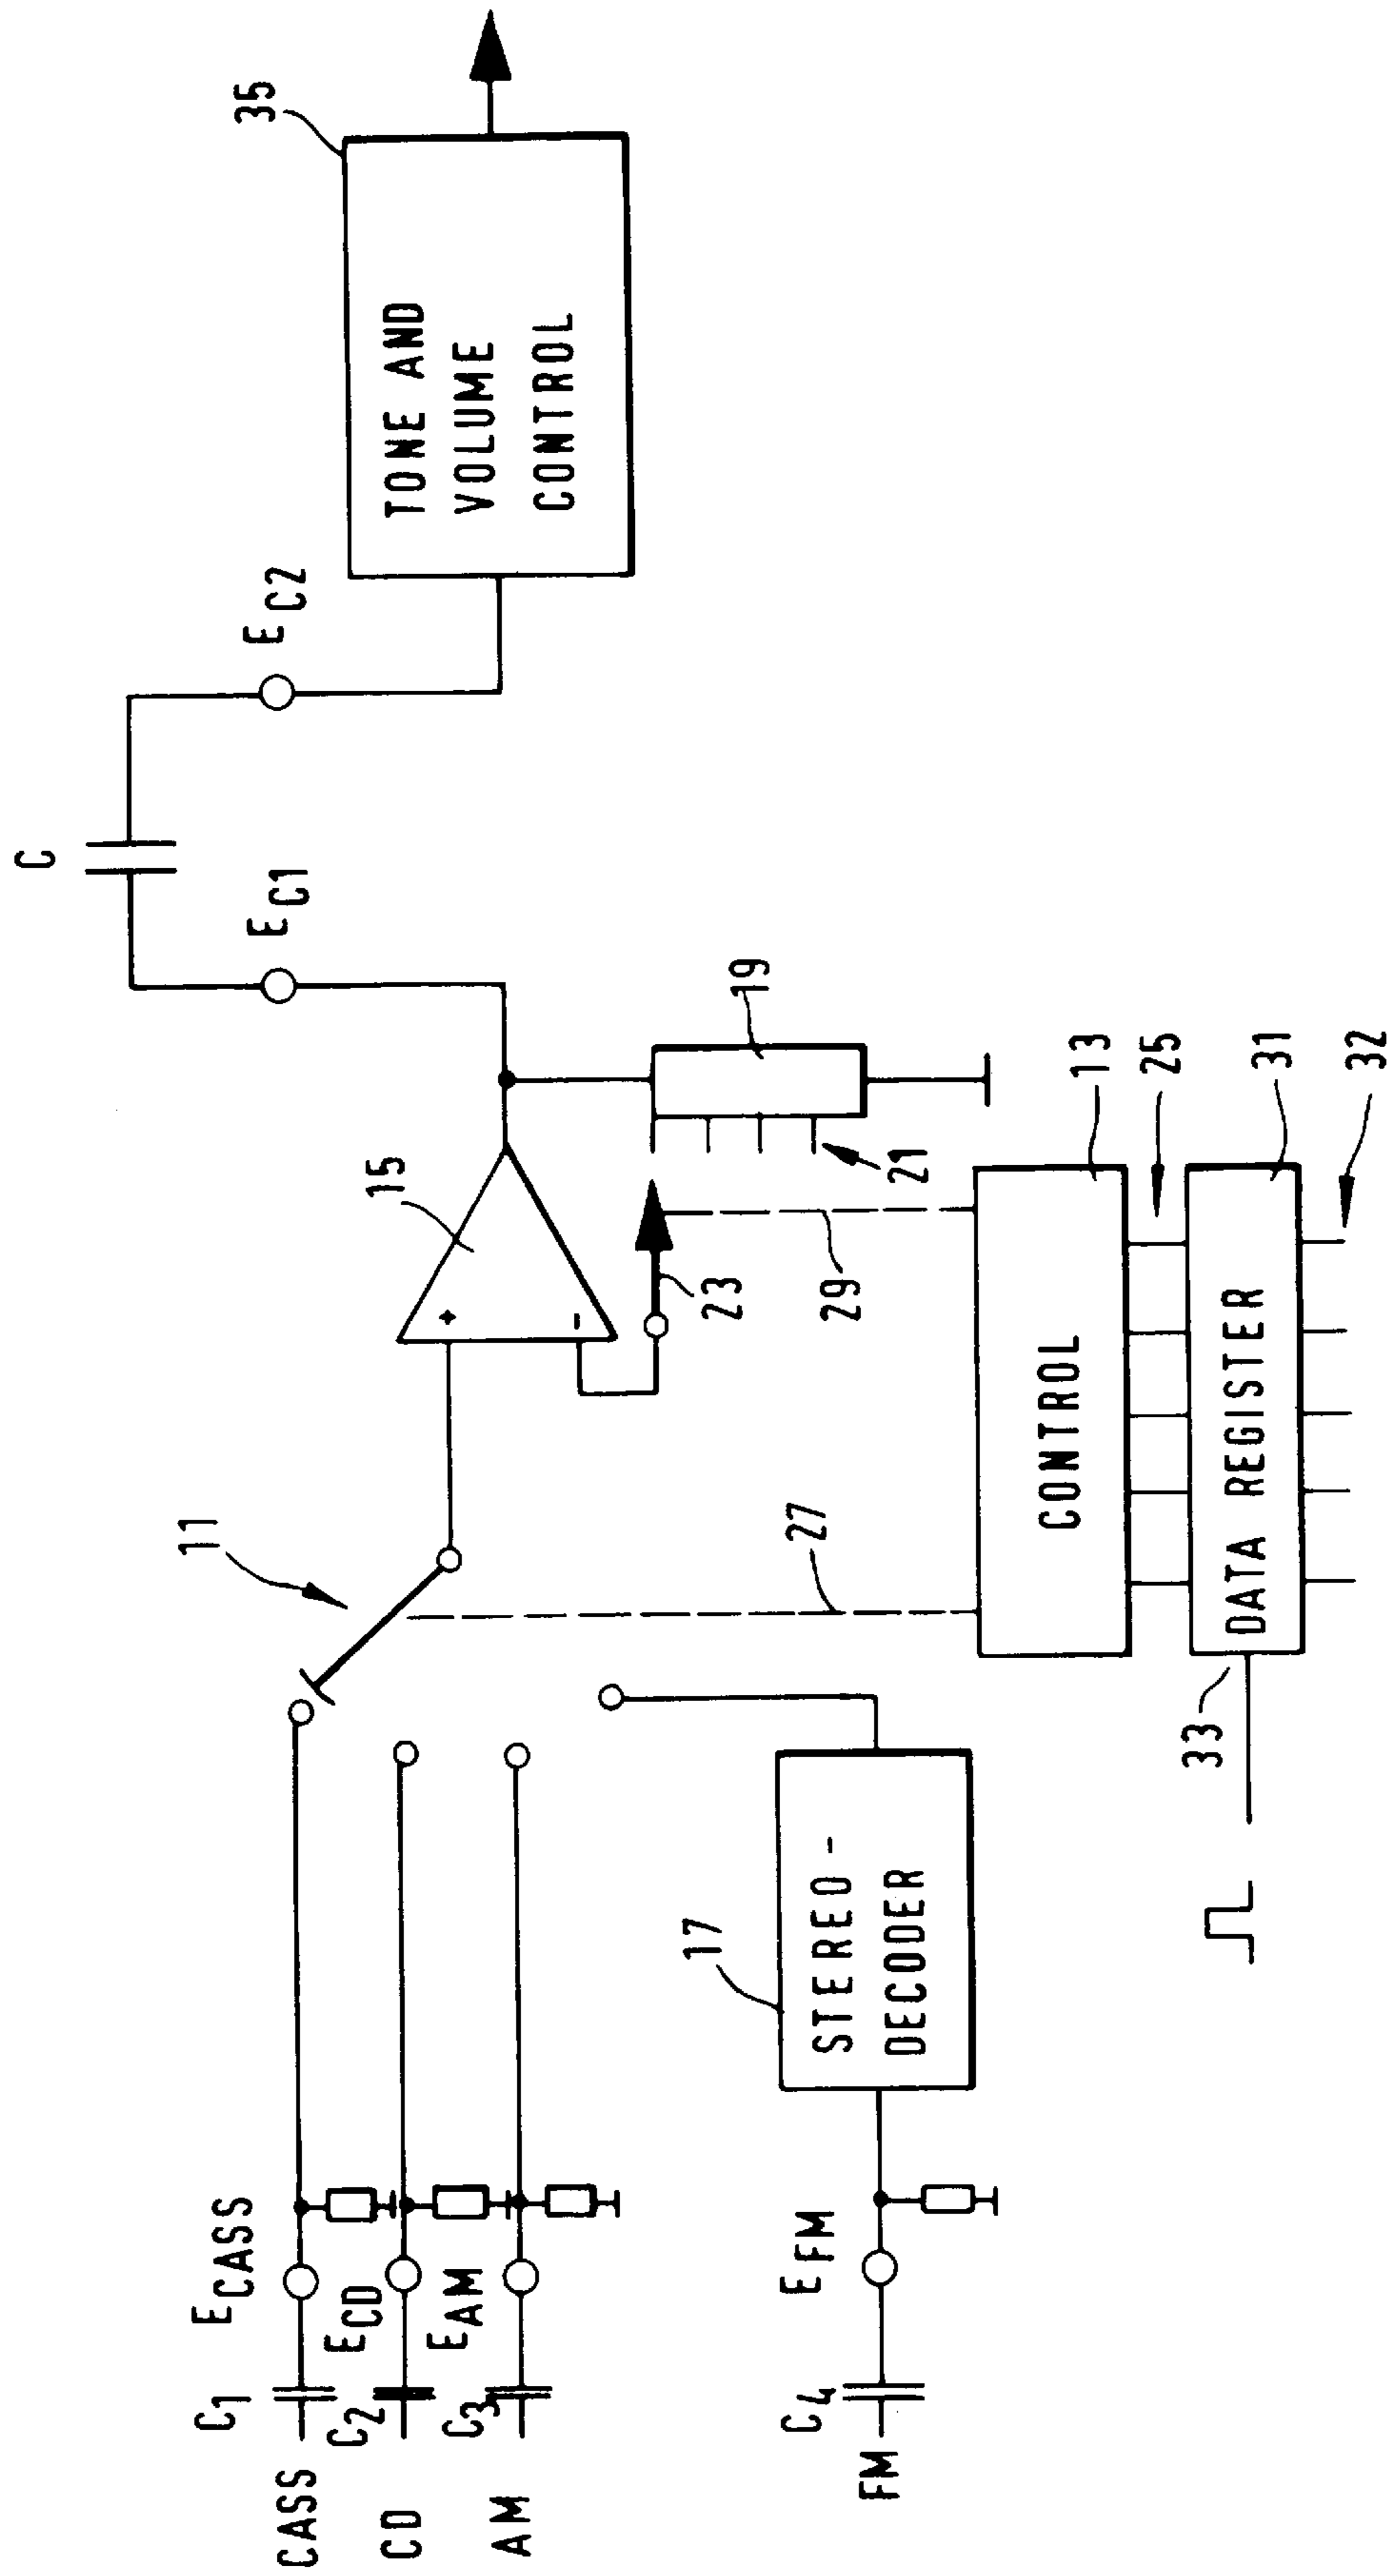 C
35
E C2
E C1
TONE AND
VOLUME
CONTROL
11
15
+
-
19
21
23
29
27
13
CONTROL
25
31
DATA REGISTER
32
33
C1
E CASS
CASS
C2
E CD
CD
C3
E AM
AM
17
STEREO-
DECODER
C4
E FM
FM